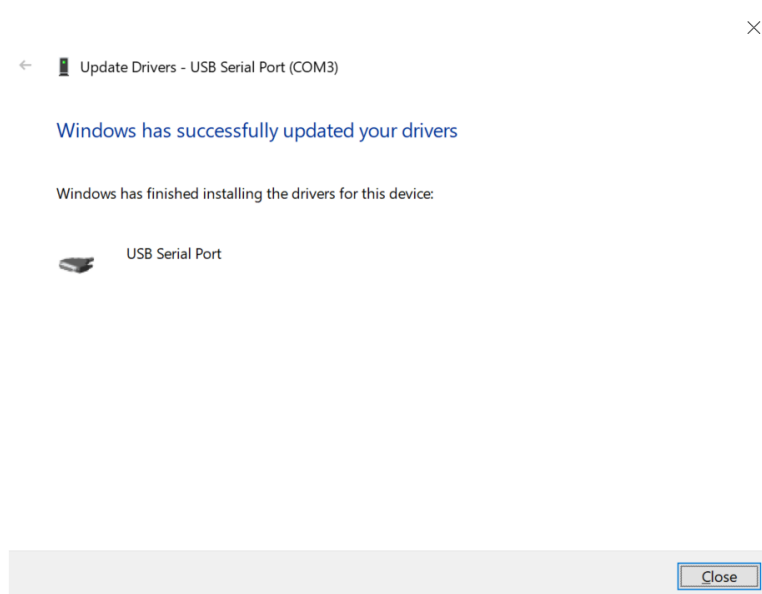 Update Drivers - USB Serial Port (COM3)
Windows has successfully updated your drivers
Windows has finished installing the drivers for this device:
USB Serial Port
Close